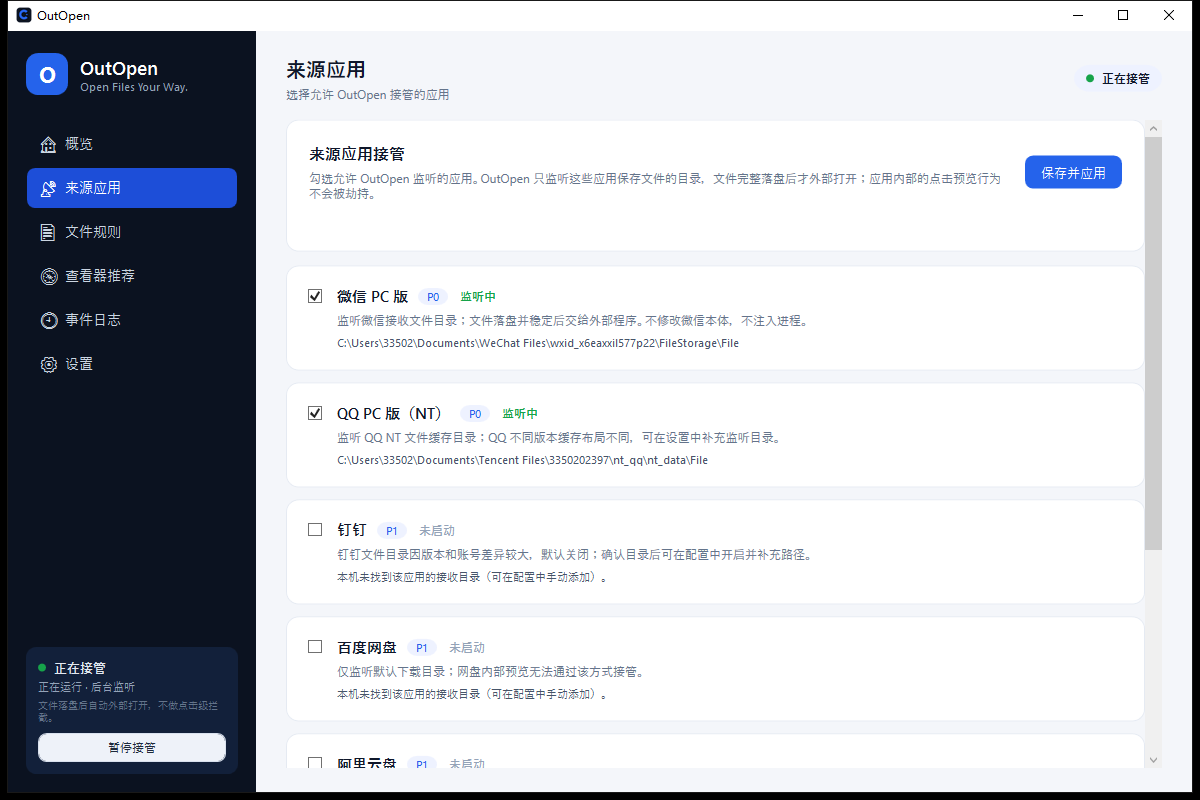 OutOpen
O
OutOpen
Open Files Your Way.
概览
来源应用
文件规则
查看器推荐
事件日志
设置
正在接管
正在运行 · 后台监听
文件落盘后自动外部打开，不做点击级拦
截。
暂停接管
来源应用
选择允许 OutOpen 接管的应用
正在接管
来源应用接管
勾选允许 OutOpen 监听的应用。OutOpen 只监听这些应用保存文件的目录，文件完整落盘后才外部打开；应用内部的点击预览行为
不会被劫持。
保存并应用
微信 PC 版 P0 监听中
监听微信接收文件目录；文件落盘并稳定后交给外部程序。不修改微信本体，不注入进程。
C:\Users\33502\Documents\WeChat Files\wxid_x6eaxxil577p22\FileStorage\File
QQ PC 版（NT） P0 监听中
监听 QQ NT 文件缓存目录；QQ 不同版本缓存布局不同，可在设置中补充监听目录。
C:\Users\33502\Documents\Tencent Files\3350202397\nt_qq\nt_data\File
钉钉 P1 未启动
钉钉文件目录因版本和账号差异较大，默认关闭；确认目录后可在配置中开启并补充路径。
本机未找到该应用的接收目录（可在配置中手动添加）。
百度网盘 P1 未启动
仅监听默认下载目录；网盘内部预览无法通过该方式接管。
本机未找到该应用的接收目录（可在配置中手动添加）。
阿里云盘 P1 未启动